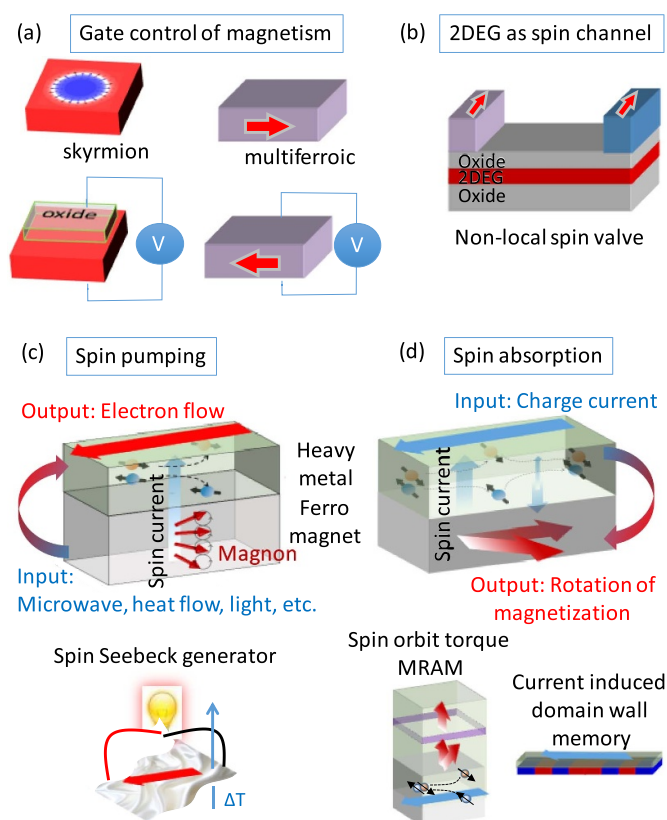 (a) Gate control of magnetism
skyrmion
multiferroic
oxide
V
V
(b) 2DEG as spin channel
Oxide
2DEG
Oxide
Non-local spin valve
(c) Spin pumping
Output: Electron flow
Heavy
metal
Ferro
magnet
Spin current
Magnon
Input:
Microwave, heat flow, light, etc.
Spin Seebeck generator
ΔT
(d) Spin absorption
Input: Charge current
Spin current
Output: Rotation of
magnetization
Spin orbit torque
MRAM
Current induced
domain wall
memory